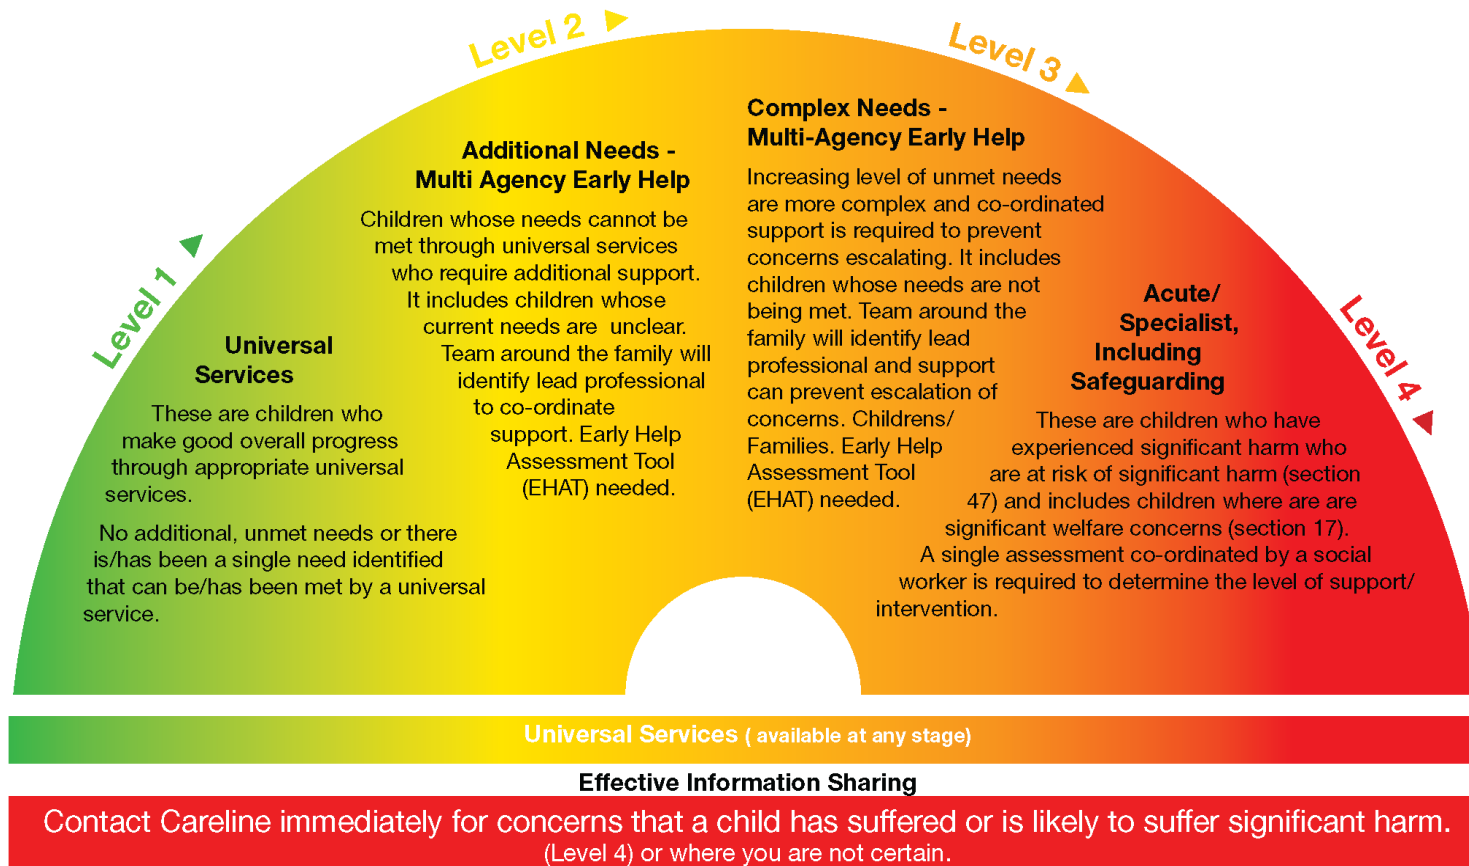 Level 1
Universal
Services
These are children who
make good overall progress
through appropriate universal
services.
No additional, unmet needs or there
is/has been a single need identified
that can be/has been met by a universal
service.
Level 2
Additional Needs -
Multi Agency Early Help
Children whose needs cannot be
met through universal services
who require additional support.
It includes children whose
current needs are unclear.
Team around the family will
identify lead professional
to co-ordinate
support. Early Help
Assessment Tool
(EHAT) needed.
Level 3
Complex Needs -
Multi-Agency Early Help
Increasing level of unmet needs
are more complex and co-ordinated
support is required to prevent
concerns escalating. It includes
children whose needs are not
being met. Team around the
family will identify lead
professional and support
can prevent escalation of
concerns. Childrens/
Families. Early Help
Assessment Tool
(EHAT) needed.
Level 4
Acute/
Specialist,
Including
Safeguarding
These are children who have
experienced significant harm who
are at risk of significant harm (section
47) and includes children where are are
significant welfare concerns (section 17).
A single assessment co-ordinated by a social
worker is required to determine the level of support/
intervention.
Universal Services ( available at any stage)
Effective Information Sharing
Contact Careline immediately for concerns that a child has suffered or is likely to suffer significant harm.
(Level 4) or where you are not certain.